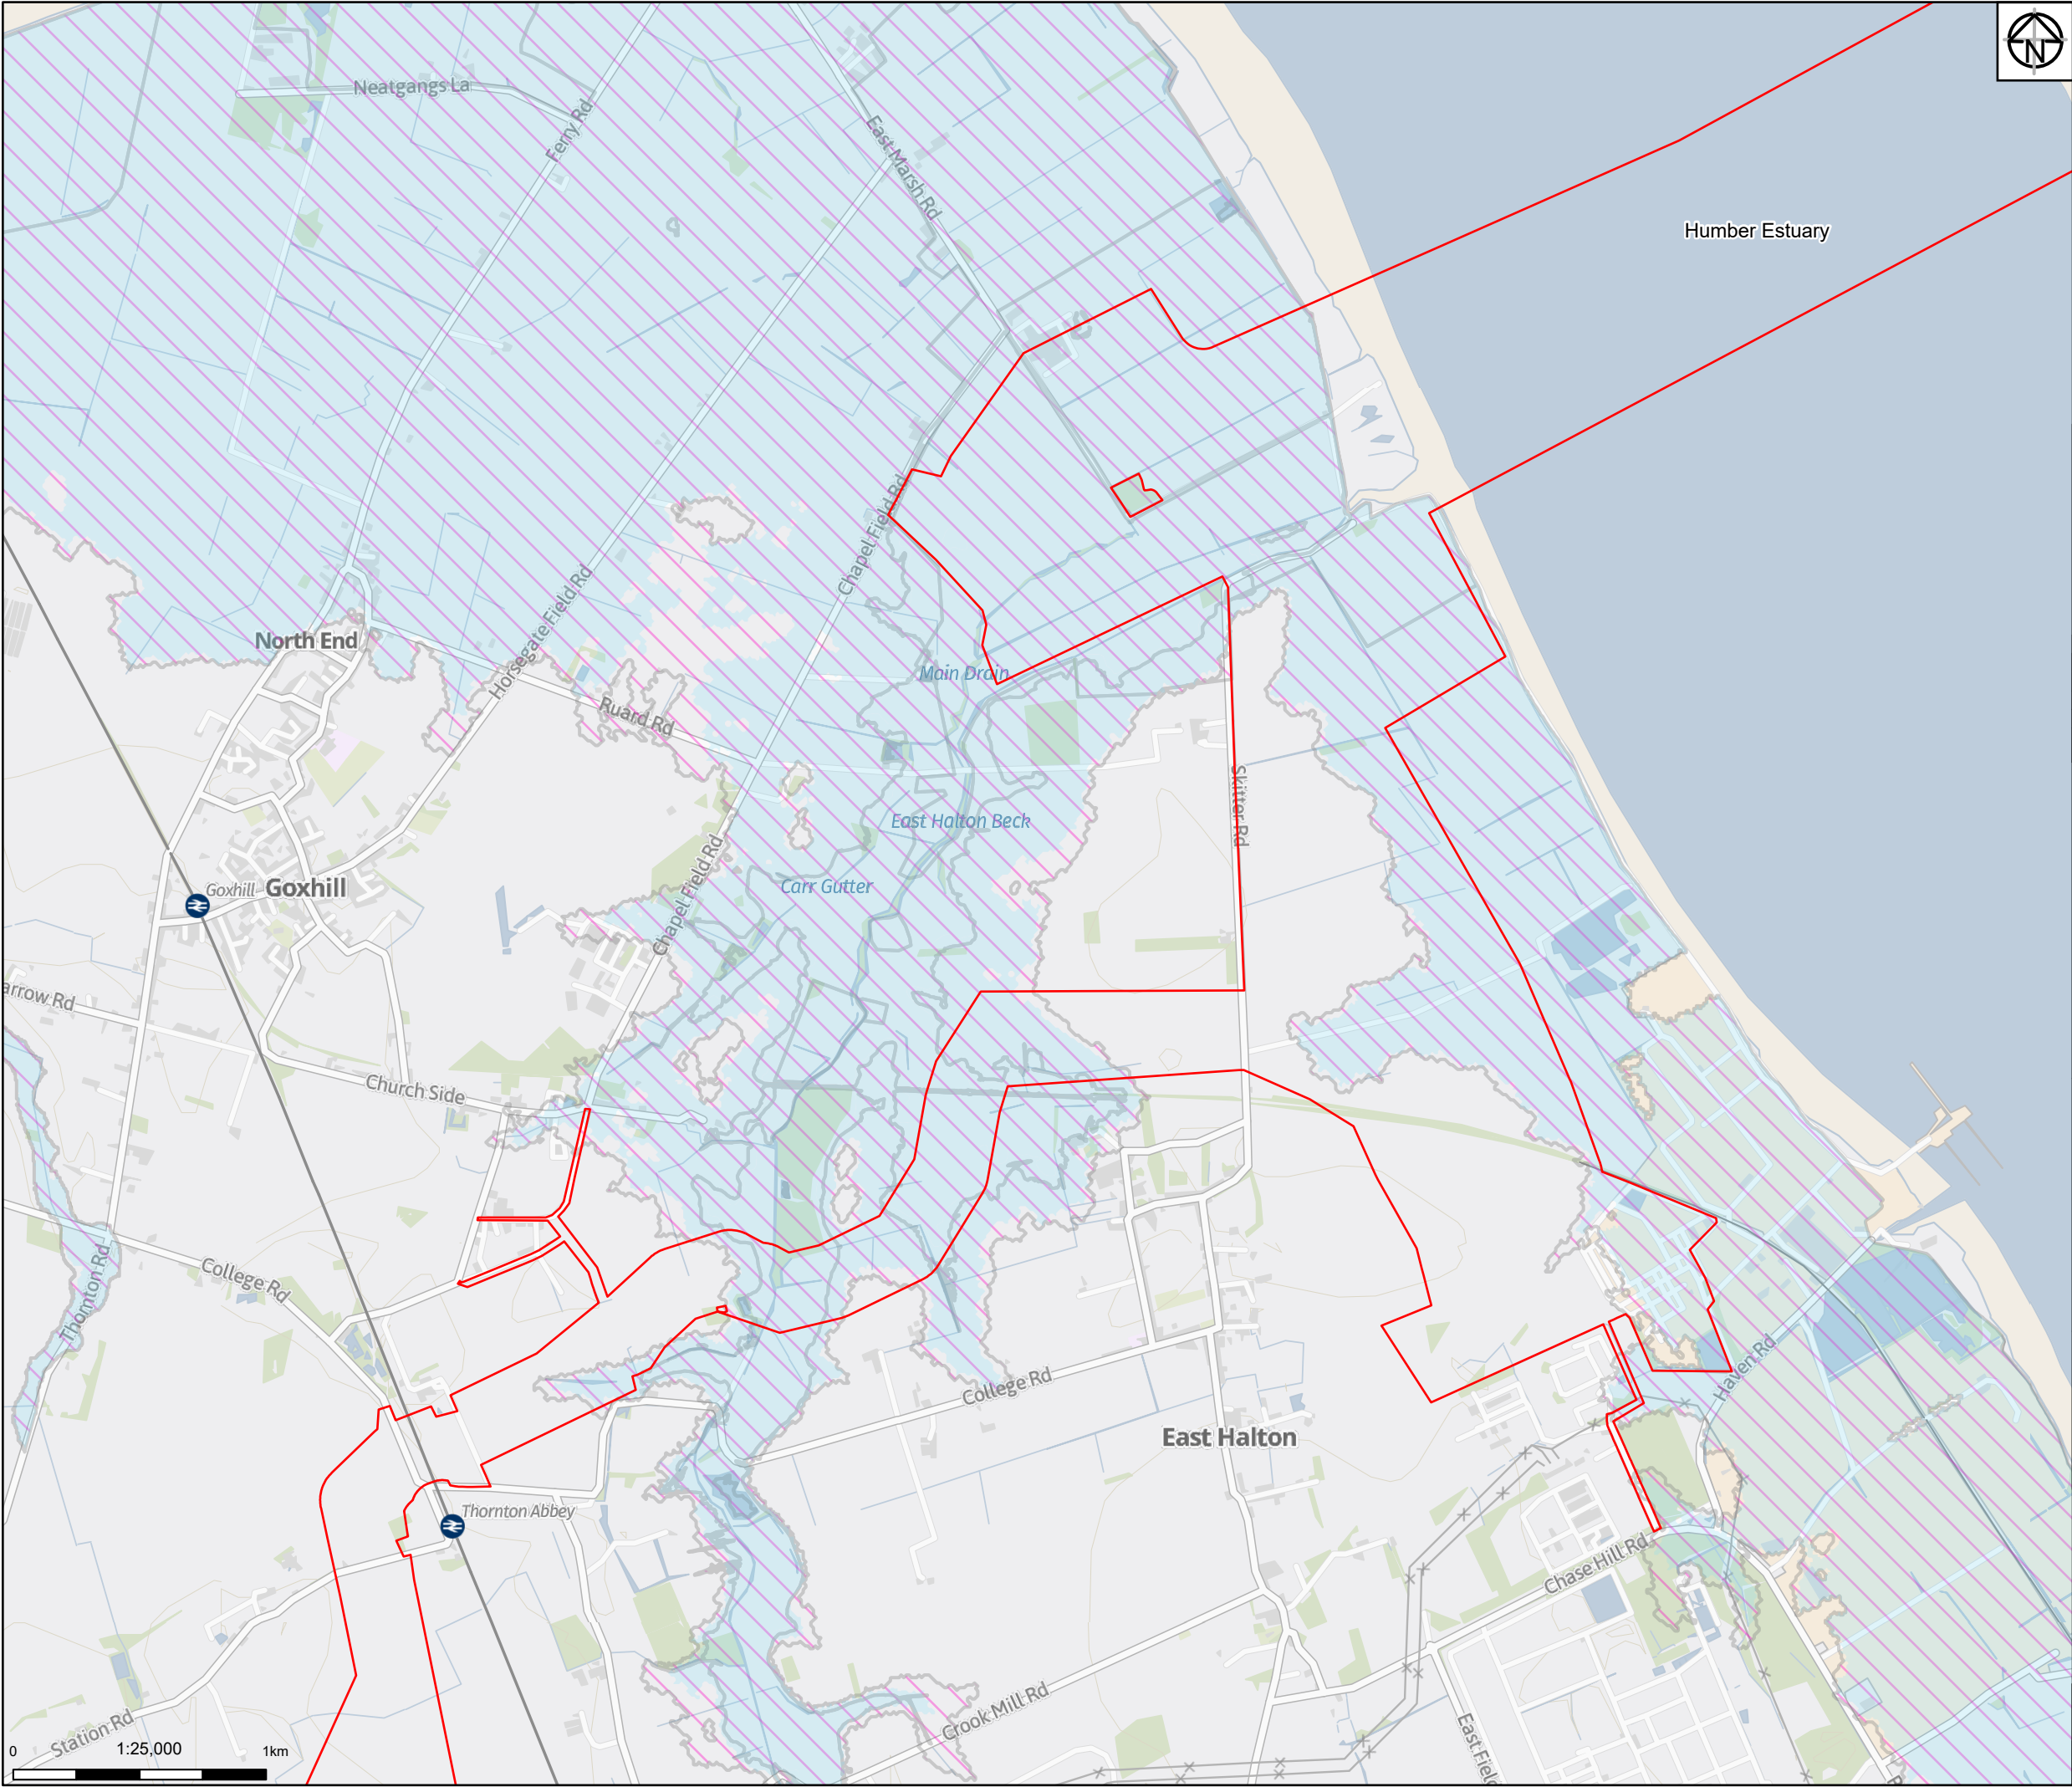 N
Neatgangs La
Ferry Rd
East Marsh Rd
Humber Estuary
Chapel Field Rd
Horsegate Field Rd
North End
Main Drain
Ruard Rd
Skitter Rd
East Halton Beck
Carr Gutter
Goxhill
Goxhill
Chapel Field Rd
arrow Rd
Church Side
Thornton Rd
College Rd
Haven Rd
College Rd
East Halton
Thornton Abbey
Chase Hill Rd
Crook Mill Rd
Station Rd
East Field
0
1:25,000
1km